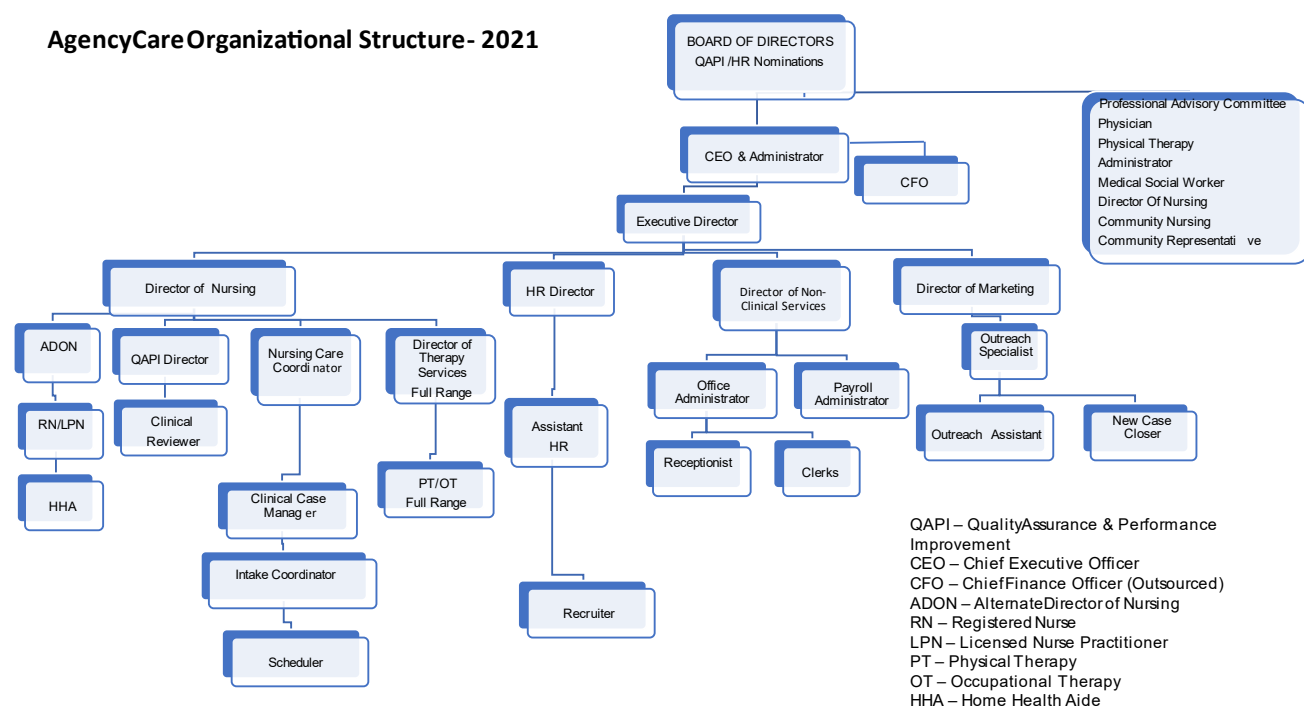 AgencyCare Organizational Structure - 2021
BOARD OF DIRECTORS
QAPI /HR Nominations
Professional Advisory Committee
Physician
Physical Therapy
Administrator
Medical Social Worker
Director Of Nursing
Community Nursing
Community Representati ve
CEO & Administrator
CFO
Executive Director
Director of Nursing
HR Director
Director of Non-
Clinical Services
Director of Marketing
ADON
QAPI Director
Nursing Care
Coordinator
Director of
Therapy
Services
Full Range
Outreach
Specialist
Office
Administrator
Payroll
Administrator
RN/LPN
Clinical
Reviewer
Assistant
HR
Outreach Assistant
New Case
Closer
Receptionist
Clerks
HHA
Clinical Case
Manag er
PT/OT
Full Range
Intake Coordinator
Recruiter
Scheduler
QAPI – QualityAssurance & Performance
Improvement
CEO – Chief Executive Officer
CFO – ChiefFinance Officer (Outsourced)
ADON – AlternateDirector of Nursing
RN – Registered Nurse
LPN – Licensed Nurse Practitioner
PT – Physical Therapy
OT – Occupational Therapy
HHA – Home Health Aide